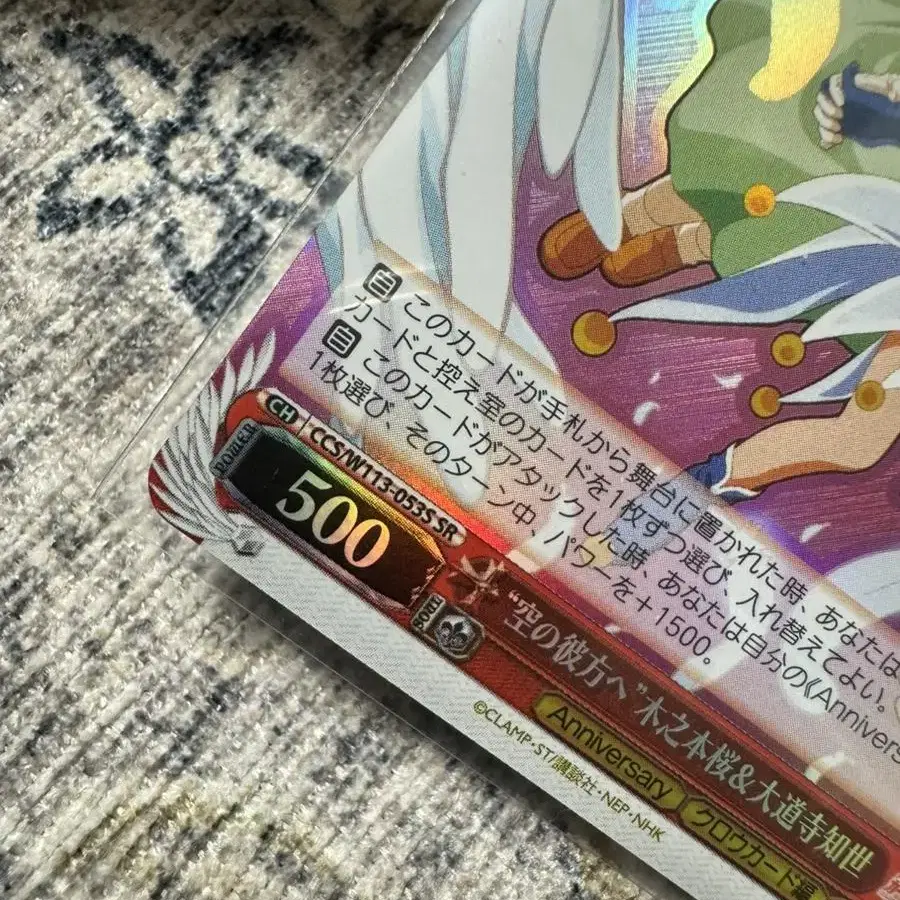 自 このカードが手札から舞台に置かれた時、あなたは
カードと控え室のカードを1枚ずつ選び、入れ替えてよい。
自 このカードがアタックした時、あなたは自分の《Annivers
1枚選び、そのターン中、パワーを+1500。
CH CCS/W113-053S SR
POWER
500
SOUL
“空の彼方へ”木之本桜&大道寺知世
Anniversary クロウカード編
©CLAMP・ST/講談社・NEP・NHK